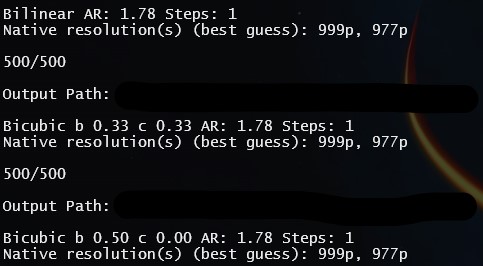 Bilinear AR: 1.78 Steps: 1
Native resolution(s) (best guess): 999p, 977p
500/500
Output Path:
Bicubic b 0.33 c 0.33 AR: 1.78 Steps: 1
Native resolution(s) (best guess): 999p, 977p
500/500
Output Path:
Bicubic b 0.50 c 0.00 AR: 1.78 Steps: 1
Native resolution(s) (best guess): 999p, 977p